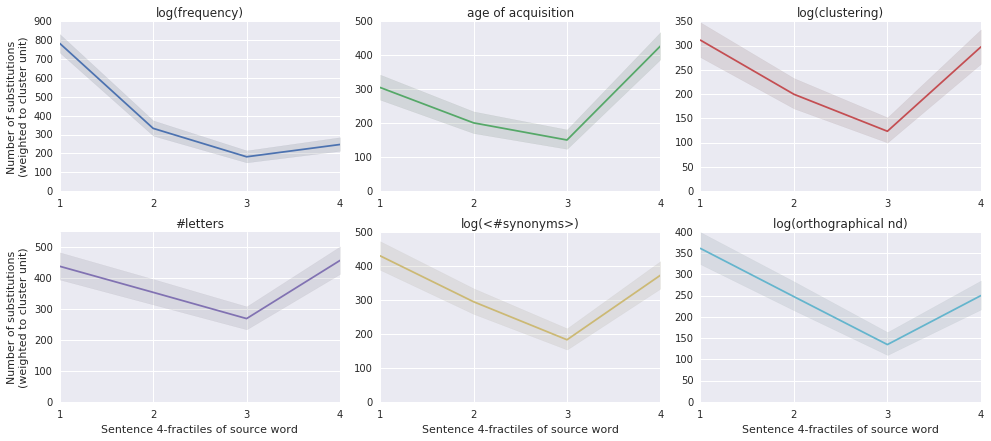 log(frequency)
age of acquisition
log(clustering)
Number of substitutions
(weighted to cluster unit)
900
800
700
600
500
400
300
200
100
0
1 2 3 4
500
400
300
200
100
0
1 2 3 4
350
300
250
200
150
100
50
0
1 2 3 4
#letters
log(<#synonyms>)
log(orthographical nd)
Number of substitutions
(weighted to cluster unit)
500
400
300
200
100
0
1 2 3 4
Sentence 4-fractiles of source word
500
400
300
200
100
0
1 2 3 4
Sentence 4-fractiles of source word
400
350
300
250
200
150
100
50
0
1 2 3 4
Sentence 4-fractiles of source word